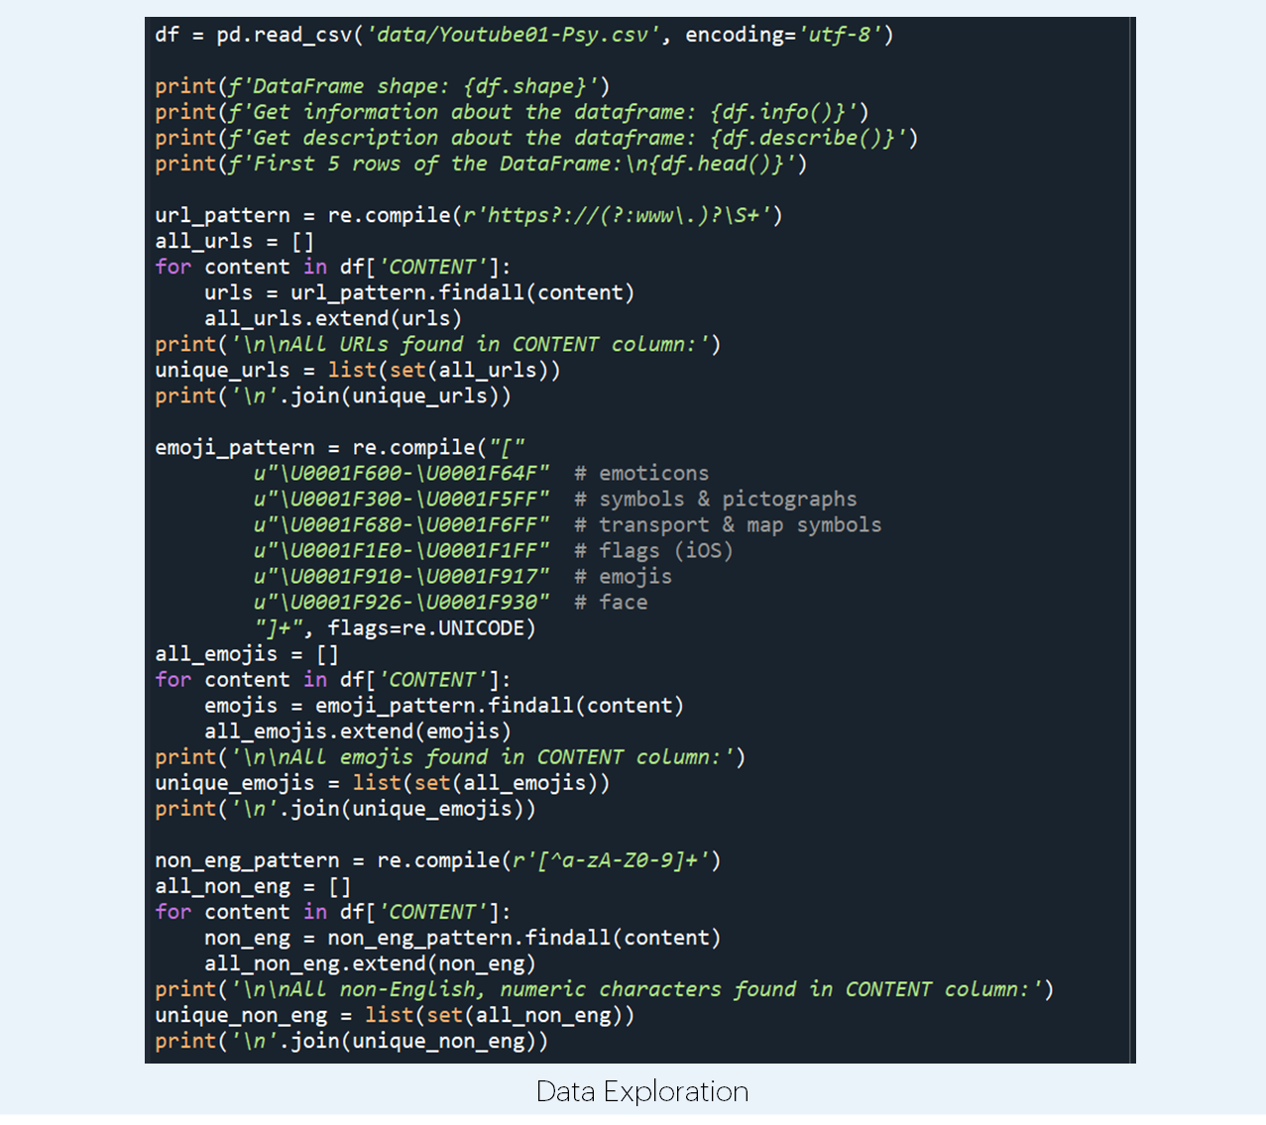 df = pd.read_csv('data/Youtube01-Psy.csv', encoding='utf-8')

print(f'DataFrame shape: {df.shape}')
print(f'Get information about the dataframe: {df.info()}')
print(f'Get description about the dataframe: {df.describe()}')
print(f'First 5 rows of the DataFrame:\n{df.head()}')

url_pattern = re.compile(r'https?://(?:www\.)?\S+')
all_urls = []
for content in df['CONTENT']:
    urls = url_pattern.findall(content)
    all_urls.extend(urls)
print('\n\nAll URLs found in CONTENT column:')
unique_urls = list(set(all_urls))
print('\n'.join(unique_urls))

emoji_pattern = re.compile("["
        u"\U0001F600-\U0001F64F"  # emoticons
        u"\U0001F300-\U0001F5FF"  # symbols & pictographs
        u"\U0001F680-\U0001F6FF"  # transport & map symbols
        u"\U0001F1E0-\U0001F1FF"  # flags (iOS)
        u"\U0001F910-\U0001F917"  # emojis
        u"\U0001F926-\U0001F930"  # face
        "]+", flags=re.UNICODE)
all_emojis = []
for content in df['CONTENT']:
    emojis = emoji_pattern.findall(content)
    all_emojis.extend(emojis)
print('\n\nAll emojis found in CONTENT column:')
unique_emojis = list(set(all_emojis))
print('\n'.join(unique_emojis))

non_eng_pattern = re.compile(r'[^a-zA-Z0-9]+')
all_non_eng = []
for content in df['CONTENT']:
    non_eng = non_eng_pattern.findall(content)
    all_non_eng.extend(non_eng)
print('\n\nAll non-English, numeric characters found in CONTENT column:')
unique_non_eng = list(set(all_non_eng))
print('\n'.join(unique_non_eng))
Data Exploration